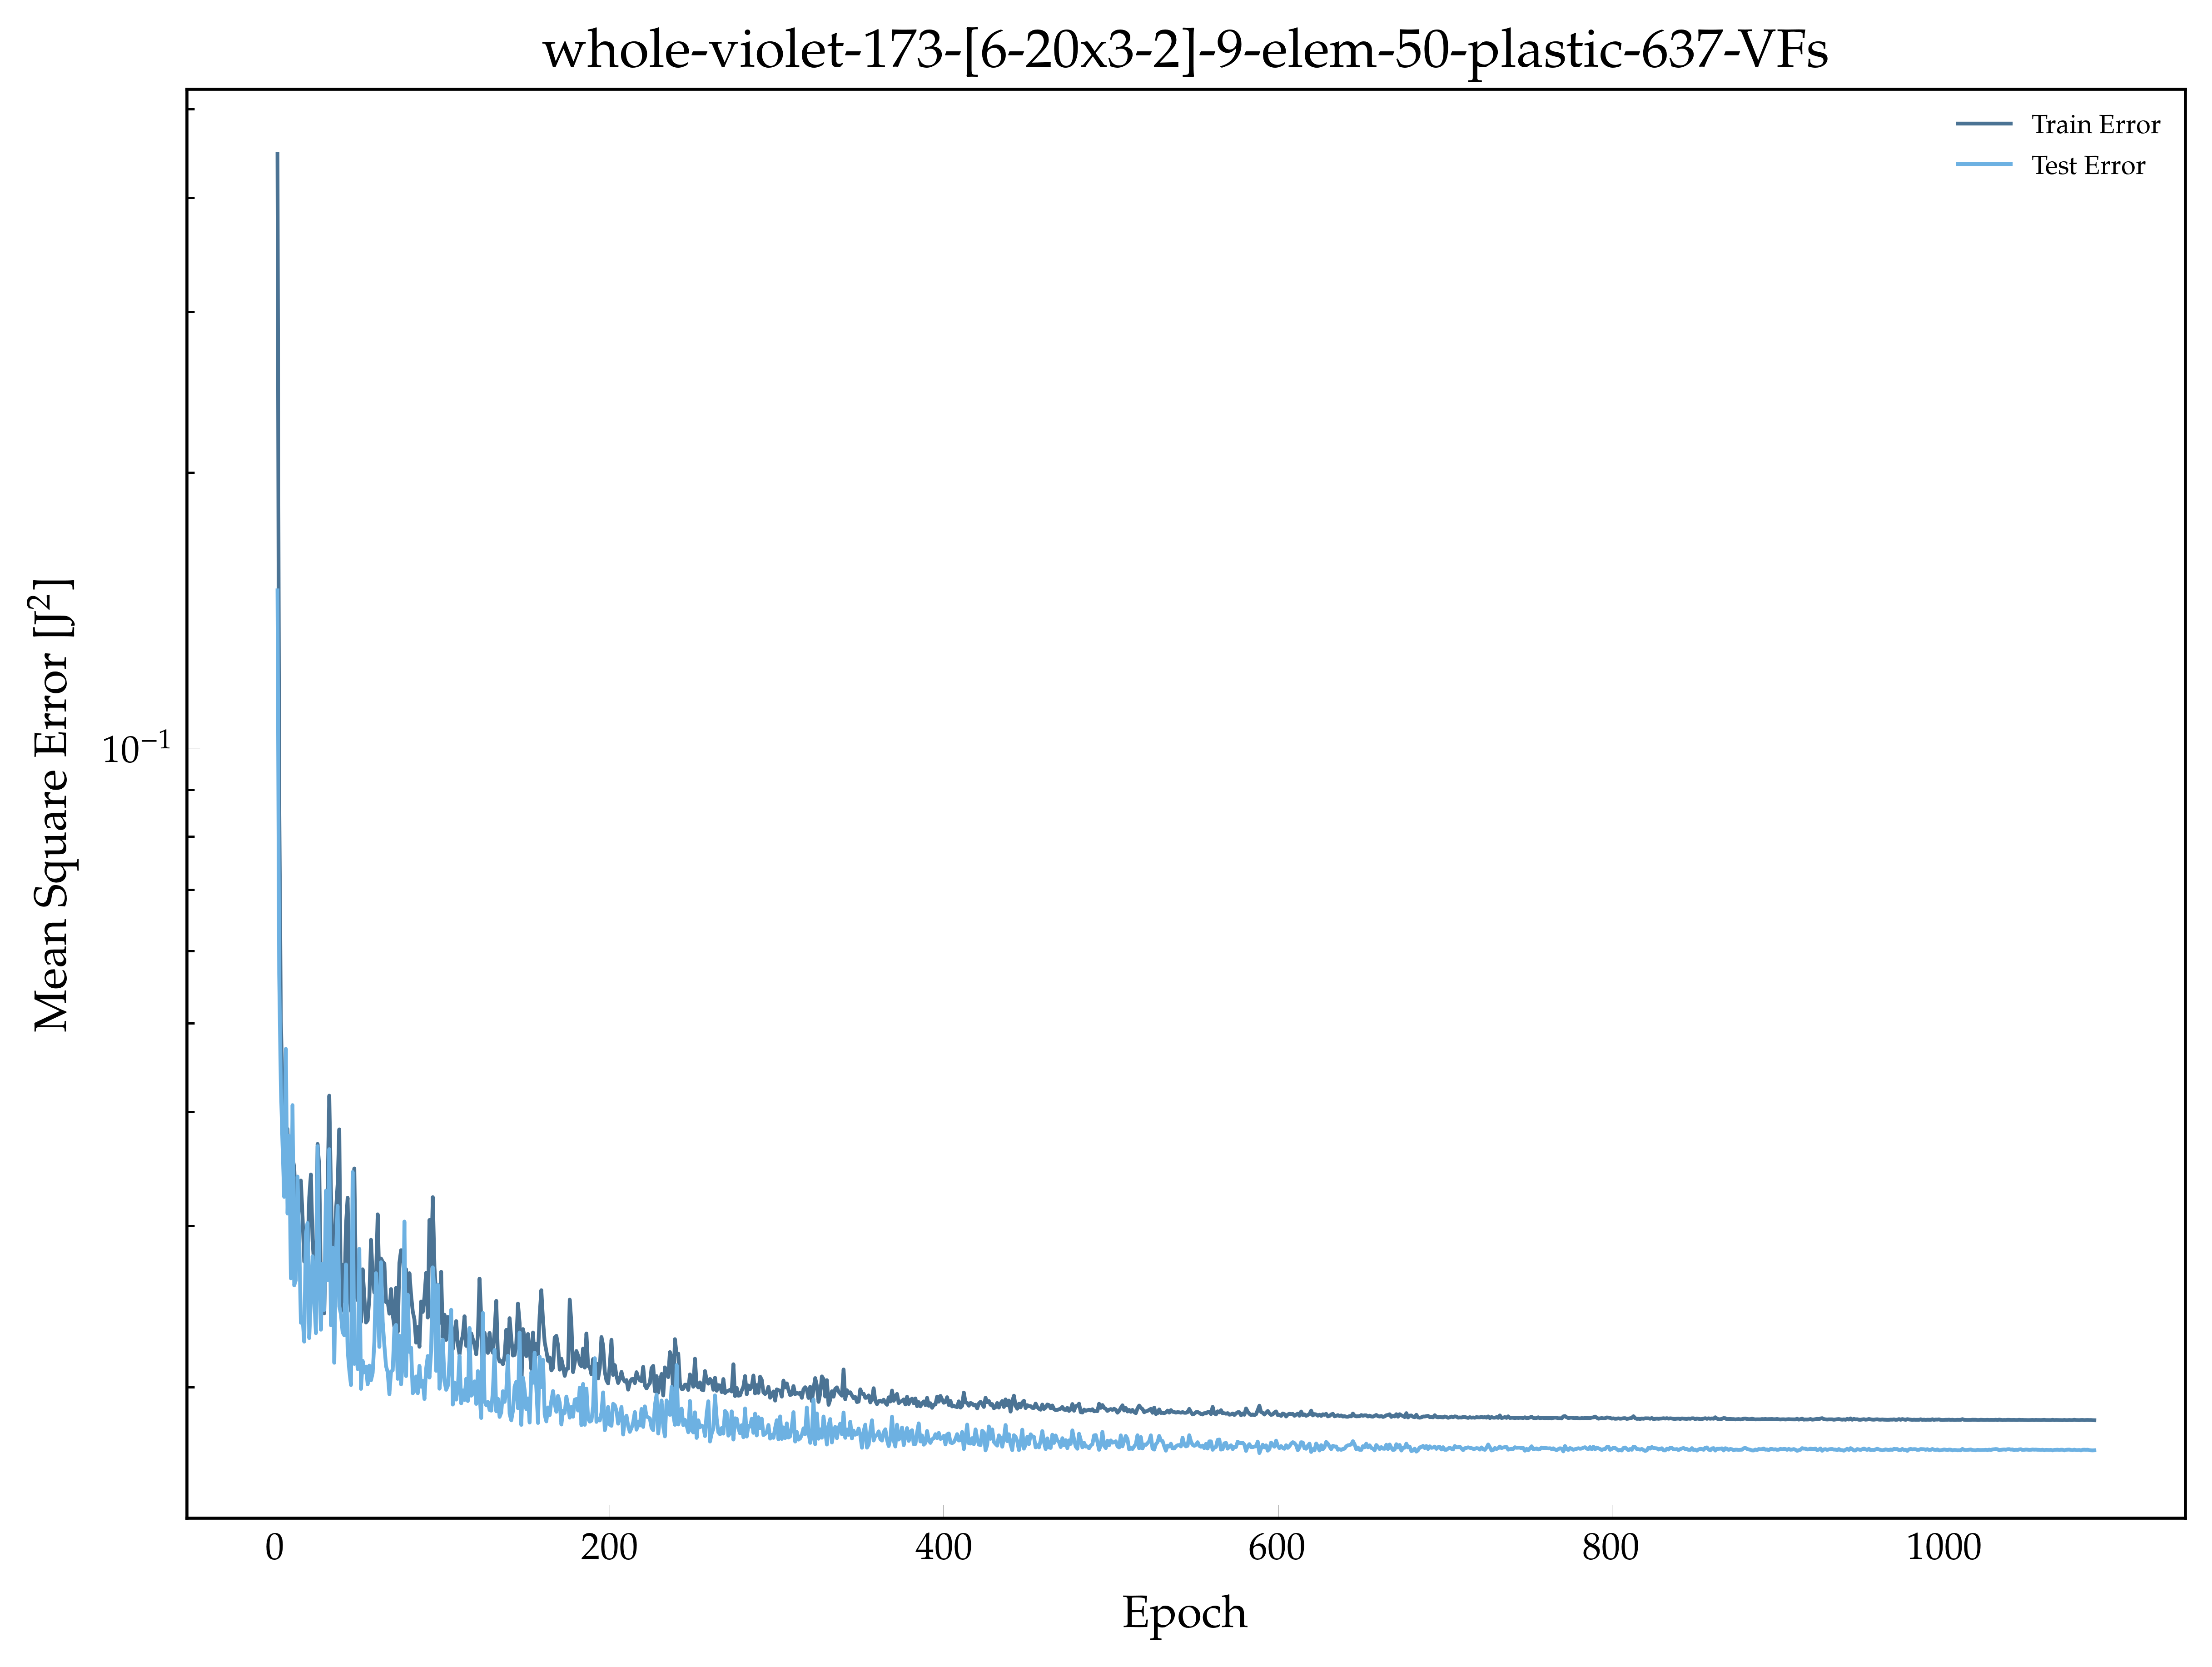 whole-violet-173-[6-20x3-2]-9-elem-50-plastic-637-VFs
Train Error
Test Error
Mean Square Error [J²]
10⁻¹
0 200 400 600 800 1000
Epoch